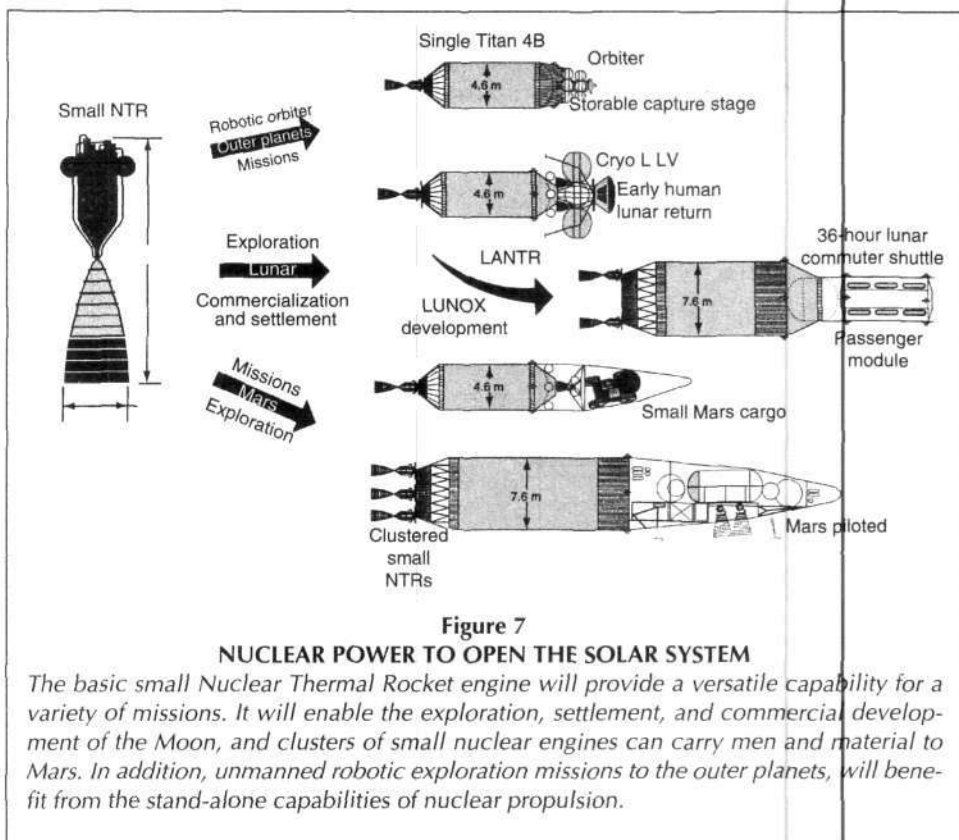 Single Titan 4B
Orbiter
4.6 m
Storable capture stage
Small NTR
Robotic orbiter
Outer planets
Missions
Cryo L LV
4.6 m
Early human
lunar return
Exploration
Lunar
Commercialization
and settlement
LANTR
LUNOX
development
36-hour lunar
commuter shuttle
7.6 m
Passenger
module
Missions
Mars
Exploration
4.6 m
Small Mars cargo
7.6 m
Mars piloted
Clustered
small
NTRs
Figure 7
NUCLEAR POWER TO OPEN THE SOLAR SYSTEM
The basic small Nuclear Thermal Rocket engine will provide a versatile capability for a
variety of missions. It will enable the exploration, settlement, and commercial develop-
ment of the Moon, and clusters of small nuclear engines can carry men and material to
Mars. In addition, unmanned robotic exploration missions to the outer planets, will bene-
fit from the stand-alone capabilities of nuclear propulsion.